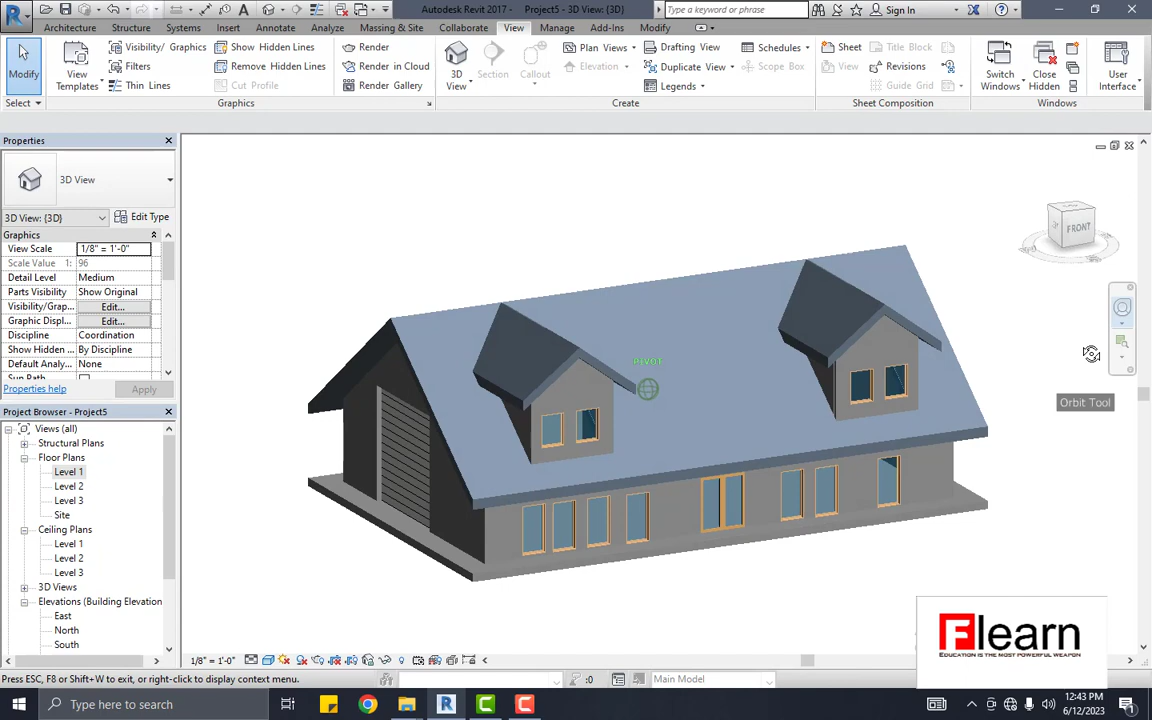 Autodesk Revit 2017 - Project5 - 3D View: {3D}
Type a keyword or phrase
Sign In
Architecture Structure Systems Insert Annotate Analyze Massing & Site Collaborate View Manage Add-Ins Modify
Modify
Select
View Templates
Visibility/ Graphics
Filters
Thin Lines
Show Hidden Lines
Remove Hidden Lines
Cut Profile
Graphics
Render
Render in Cloud
Render Gallery
3D View
Section
Callout
Plan Views
Elevation
Drafting View
Duplicate View
Legends
Schedules
Scope Box
Create
Sheet
View
Title Block
Revisions
Guide Grid
Sheet Composition
Switch Windows
Close Hidden
Windows
User Interface
Properties
3D View
3D View: {3D}
Edit Type
Graphics
View Scale 1/8" = 1'-0"
Scale Value 1: 96
Detail Level Medium
Parts Visibility Show Original
Visibility/Grap... Edit...
Graphic Displ... Edit...
Discipline Coordination
Show Hidden ... By Discipline
Default Analy... None
Sun Path
Properties help
Apply
Project Browser - Project5
Views (all)
Structural Plans
Floor Plans
Level 1
Level 2
Level 3
Site
Ceiling Plans
Level 1
Level 2
Level 3
3D Views
Elevations (Building Elevation
East
North
South
PIVOT
FRONT
Orbit Tool
Flearn
EDUCATION IS THE MOST POWERFUL WEAPON
1/8" = 1'-0"
Press ESC, F8 or Shift+W to exit, or right-click to display context menu.
:0
Main Model
Type here to search
12:43 PM
6/12/2023